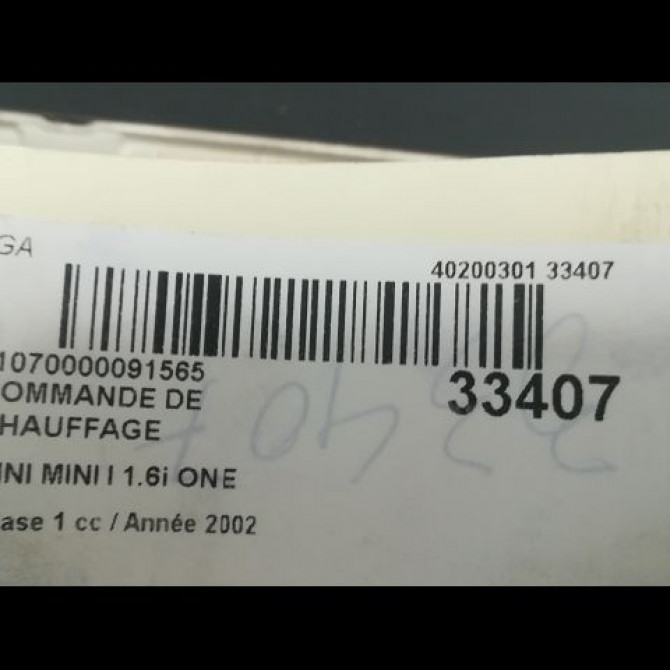 GA
40200301 33407
1070000091565
33407
OMMANDE DE
HAUFFAGE
INI MINI I 1.6i ONE
ase 1 cc / Année 2002